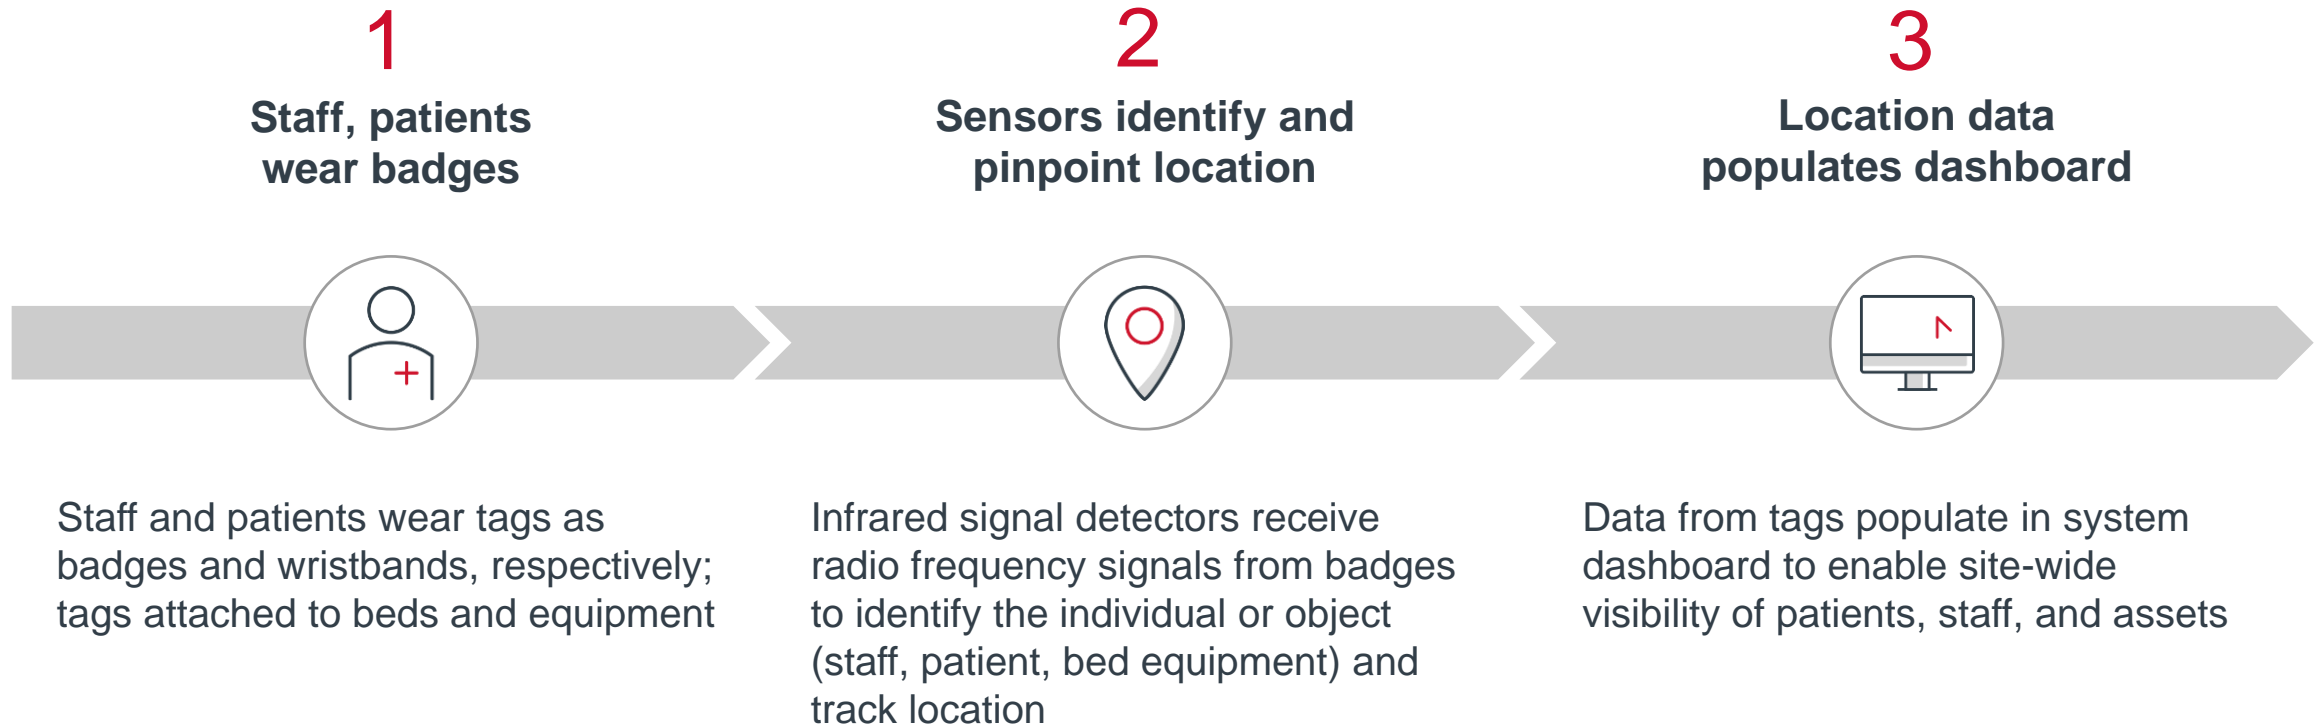 1
Staff, patients
wear badges
Staff and patients wear tags as
badges and wristbands, respectively;
tags attached to beds and equipment
2
Sensors identify and
pinpoint location
Infrared signal detectors receive
radio frequency signals from badges
to identify the individual or object
(staff, patient, bed equipment) and
track location
3
Location data
populates dashboard
Data from tags populate in system
dashboard to enable site-wide
visibility of patients, staff, and assets